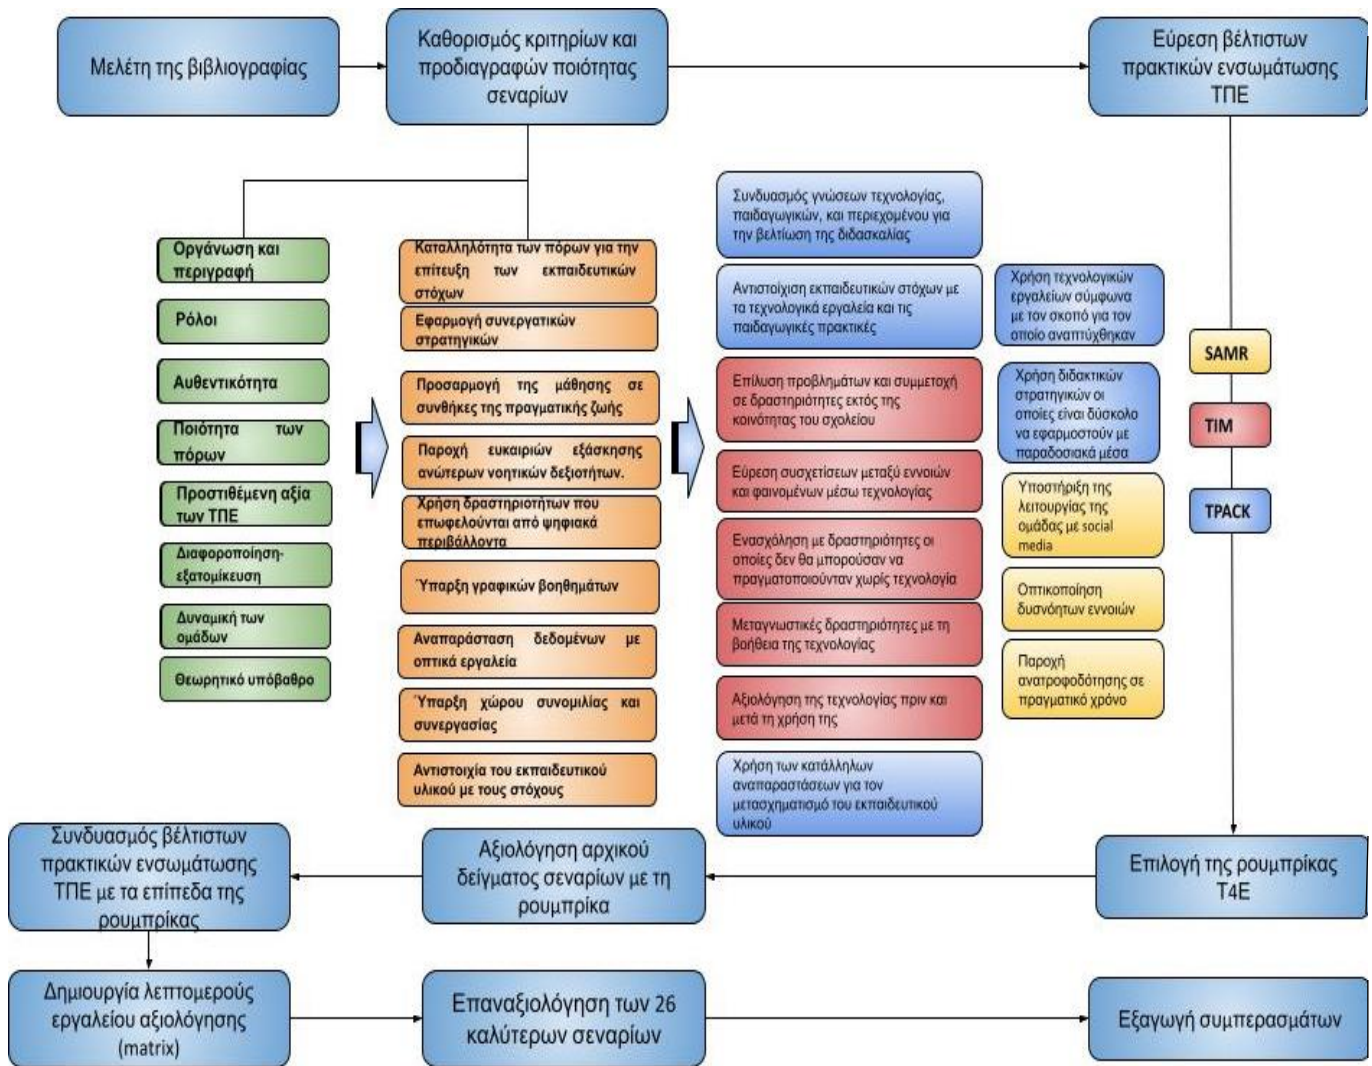 Μελέτη της βιβλιογραφίας
Καθορισμός κριτηρίων και
προδιαγραφών ποιότητας
σεναρίων
Εύρεση βέλτιστων
πρακτικών ενσωμάτωσης
ΤΠΕ
Οργάνωση και
περιγραφή
Ρόλοι
Αυθεντικότητα
Ποιότητα των
πόρων
Προστιθέμενη αξία
των ΤΠΕ
Διαφοροποίηση-
εξατομίκευση
Δυναμική των
ομάδων
Θεωρητικό υπόβαθρο
Καταλληλότητα των πόρων για την
επίτευξη των εκπαιδευτικών
στόχων
Εφαρμογή συνεργατικών
στρατηγικών
Προσαρμογή της μάθησης σε
συνθήκες της πραγματικής ζωής
Παροχή ευκαιριών εξάσκησης
ανώτερων νοητικών δεξιοτήτων.
Χρήση δραστηριοτήτων που
επωφελούνται από ψηφιακά
περιβάλλοντα
Ύπαρξη γραφικών βοηθημάτων
Αναπαράσταση δεδομένων με
οπτικά εργαλεία
Ύπαρξη χώρου συνομιλίας και
συνεργασίας
Αντιστοιχία του εκπαιδευτικού
υλικού με τους στόχους
Συνδυασμός γνώσεων τεχνολογίας,
παιδαγωγικών, και περιεχομένου για
την βελτίωση της διδασκαλίας
Αντιστοίχιση εκπαιδευτικών στόχων με
τα τεχνολογικά εργαλεία και τις
παιδαγωγικές πρακτικές
Επίλυση προβλημάτων και συμμετοχή
σε δραστηριότητες εκτός της
κοινότητας του σχολείου
Εύρεση συσχετίσεων μεταξύ εννοιών
και φαινομένων μέσω τεχνολογίας
Ενασχόληση με δραστηριότητες οι
οποίες δεν θα μπορούσαν να
πραγματοποιούνταν χωρίς τεχνολογία
Μεταγνωστικές δραστηριότητες με τη
βοήθεια της τεχνολογίας
Αξιολόγηση της τεχνολογίας πριν και
μετά τη χρήση της
Χρήση των κατάλληλων
αναπαραστάσεων για τον
μετασχηματισμό του εκπαιδευτικού
υλικού
Χρήση τεχνολογικών
εργαλείων σύμφωνα
με τον σκοπό για τον
οποίο αναπτύχθηκαν
Χρήση διδακτικών
στρατηγικών οι
οποίες είναι δύσκολο
να εφαρμοστούν με
παραδοσιακά μέσα
Υποστήριξη της
λειτουργίας της
ομάδας με social
media
Οπτικοποίηση
δυσνόητων εννοιών
Παροχή
ανατροφοδότησης σε
πραγματικό χρόνο
SAMR
TIM
TPACK
Συνδυασμός βέλτιστων
πρακτικών ενσωμάτωσης
ΤΠΕ με τα επίπεδα της
ρουμπρίκας
Αξιολόγηση αρχικού
δείγματος σεναρίων με τη
ρουμπρίκα
Επιλογή της ρουμπρίκας
T4E
Δημιουργία λεπτομερούς
εργαλείου αξιολόγησης
(matrix)
Επαναξιολόγηση των 26
καλύτερων σεναρίων
Εξαγωγή συμπερασμάτων